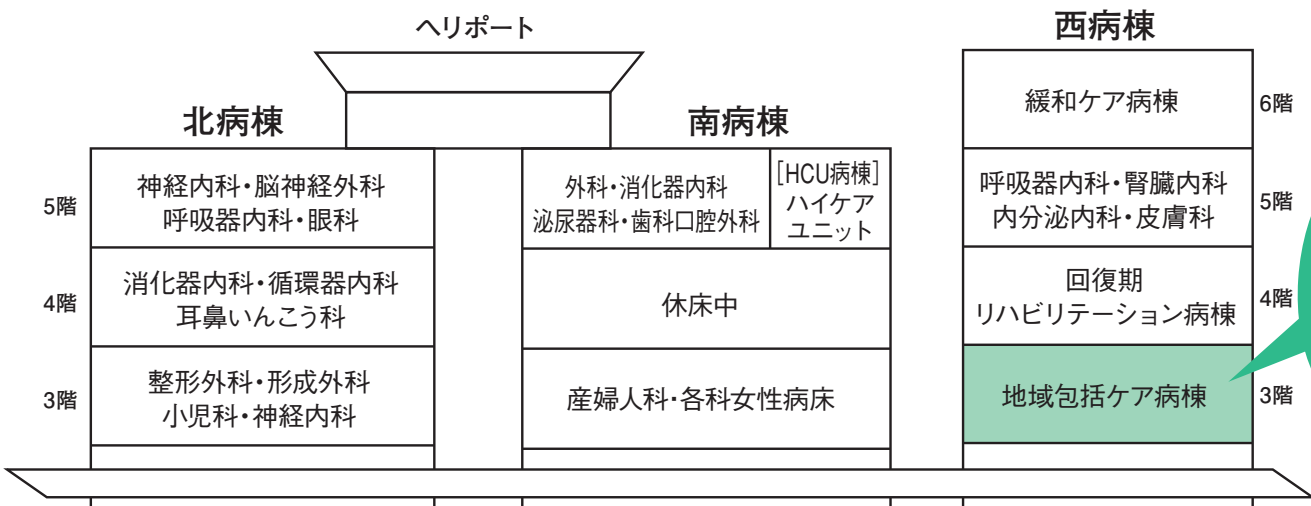 ヘリポート
北病棟
5階
神経内科・脳神経外科
呼吸器内科・眼科
4階
消化器内科・循環器内科
耳鼻いんこう科
3階
整形外科・形成外科
小児科・神経内科
南病棟
外科・消化器内科
泌尿器科・歯科口腔外科
[HCU病棟]
ハイケア
ユニット
休床中
産婦人科・各科女性病床
西病棟
緩和ケア病棟
6階
呼吸器内科・腎臓内科
内分泌内科・皮膚科
5階
回復期
リハビリテーション病棟
4階
地域包括ケア病棟
3階